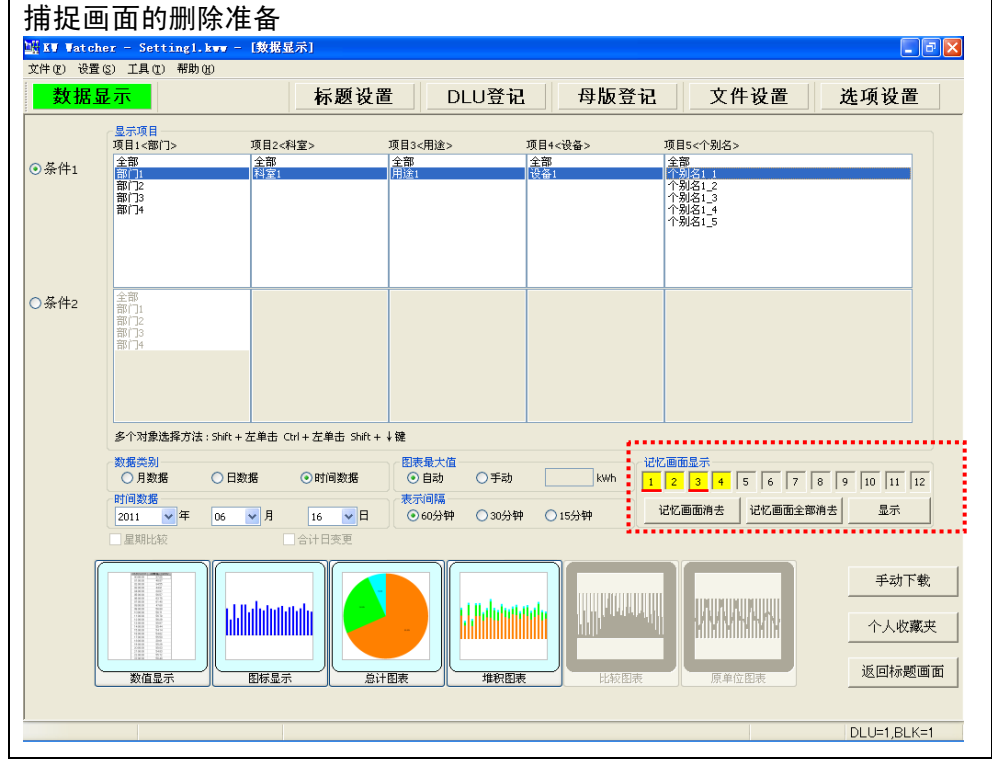 捕捉画面的删除准备
KW Watcher - Setting1.kww - [数据显示]
文件(F) 设置(S) 工具(T) 帮助(H)
数据显示 标题设置 DLU登记 母版登记 文件设置 选项设置
显示项目
项目1<部门> 项目2<科室> 项目3<用途> 项目4<设备> 项目5<个别名>
条件1
全部 全部 全部 全部 全部
部门1 科室1 用途1 设备1 个别名1_1
部门2 个别名1_2
部门3 个别名1_3
部门4 个别名1_4
个别名1_5
条件2
全部
部门1
部门2
部门3
部门4
多个对象选择方法：Shift + 左单击 Ctrl + 左单击 Shift + ↓键
数据类别 图表最大值 记忆画面显示
月数据 日数据 时间数据 自动 手动 kWh 1 2 3 4 5 6 7 8 9 10 11 12
时间数据 表示间隔
2011 年 06 月 16 日 60分钟 30分钟 15分钟 记忆画面消去 记忆画面全部消去 显示
星期比较 合计日变更
数值显示 图标显示 总计图表 堆积图表 比较图表 原单位图表
手动下载
个人收藏夹
返回标题画面
DLU=1,BLK=1